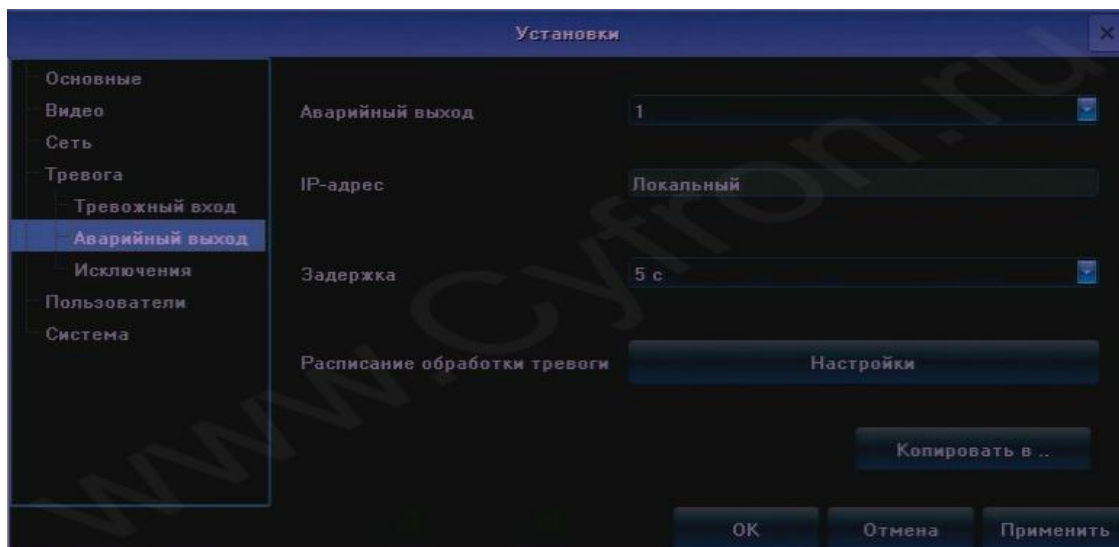 Установки
Основные
Видео
Сеть
Тревога
Тревожный вход
Аварийный выход
Исключения
Пользователи
Система
Аварийный выход
1
IP-адрес
Локальный
Задержка
5 с
Расписание обработки тревоги
Настройки
Копировать в ..
ОК
Отмена
Применить
www.Cyfron.ru